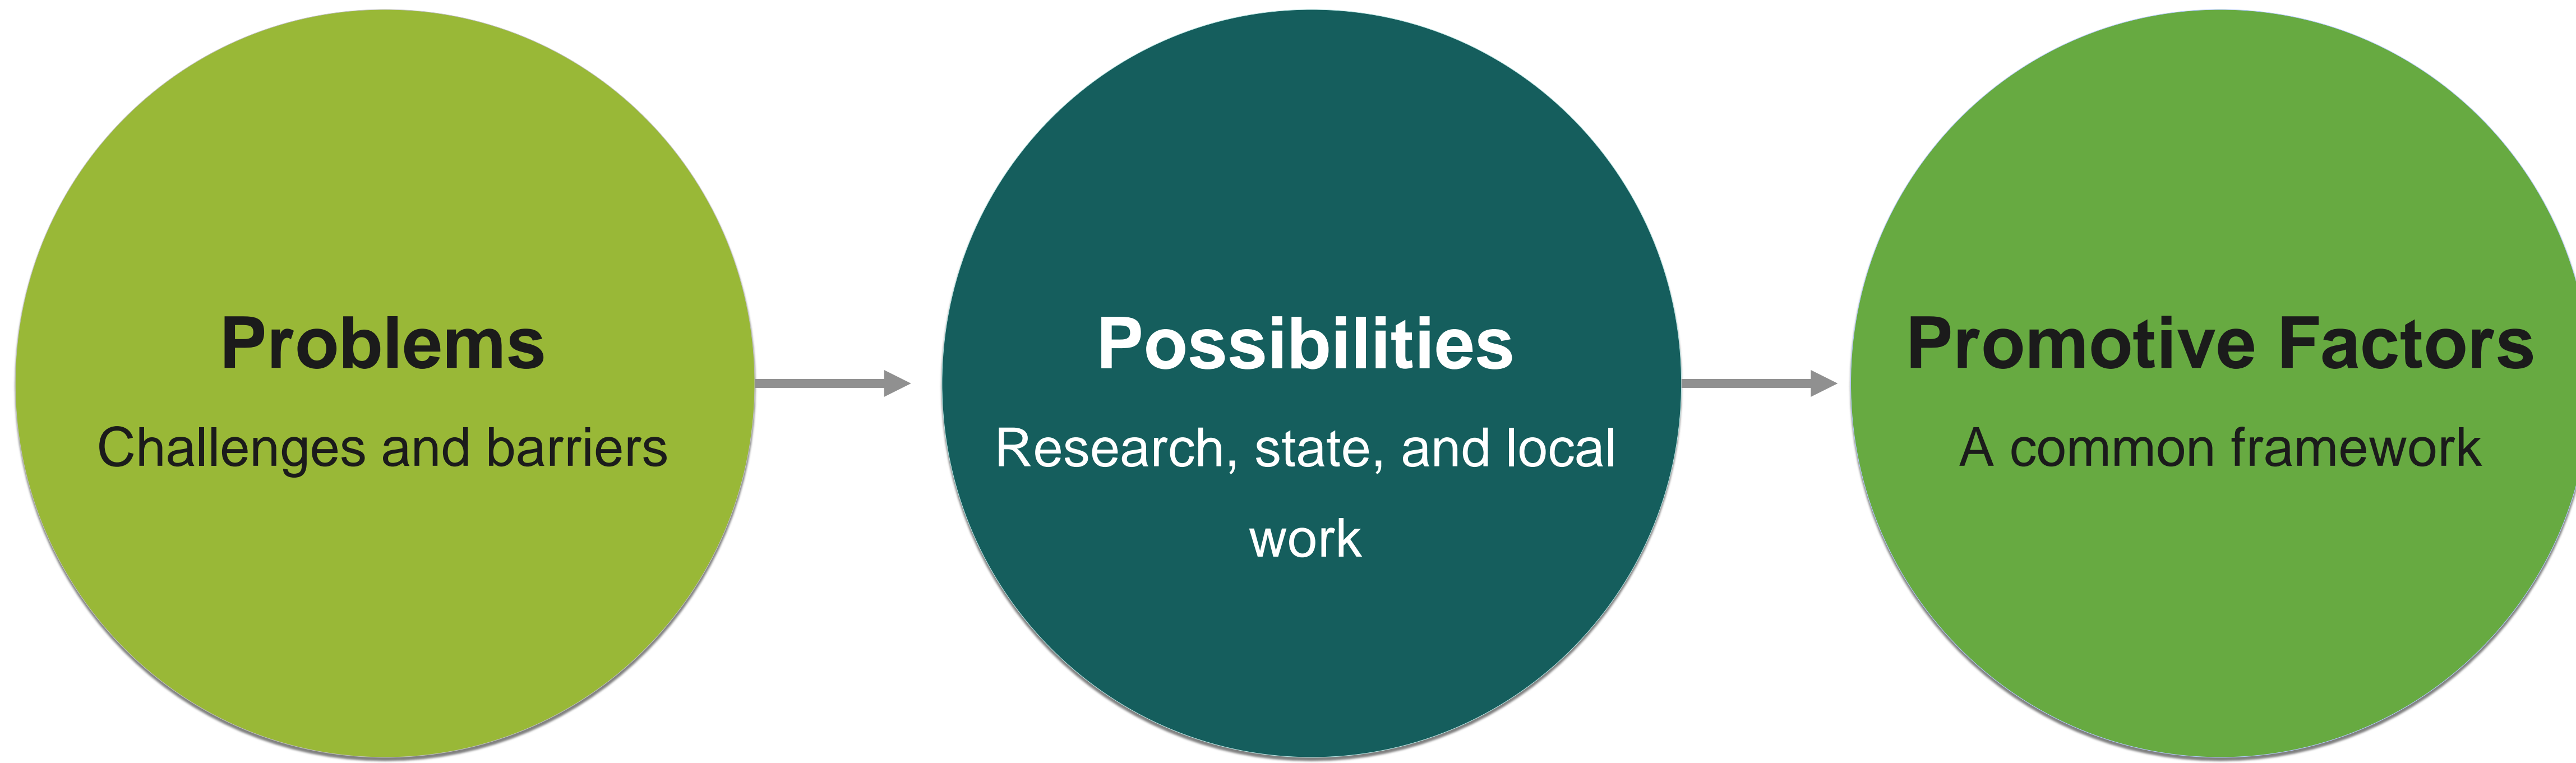 Problems
Challenges and barriers
Possibilities
Research, state, and local
work
Promotive Factors
A common framework